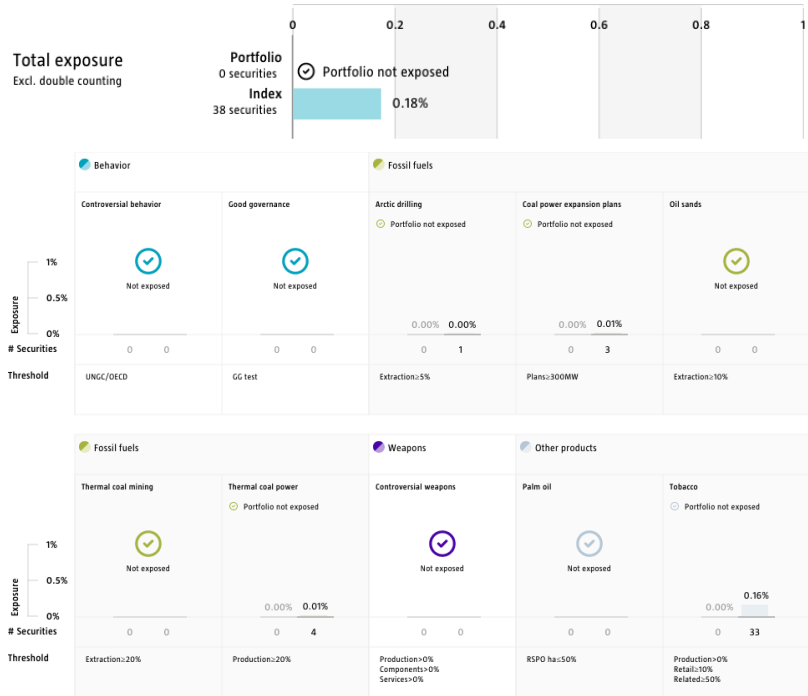 0 0.2 0.4 0.6 0.8 1
Total exposure
Excl. double counting
Portfolio
0 securities
Portfolio not exposed
Index
38 securities
0.18%
Behavior
Fossil fuels
Controversial behavior
Good governance
Arctic drilling
Coal power expansion plans
Oil sands
Portfolio not exposed
Portfolio not exposed
Exposure
1%
0.5%
0%
Not exposed
Not exposed
Not exposed
0.00% 0.00%
0.00% 0.01%
# Securities
0 0
0 0
0 1
0 3
0 0
Threshold
UNGC/OECD
GG test
Extraction≥5%
Plans≥300MW
Extraction≥10%
Fossil fuels
Weapons
Other products
Thermal coal mining
Thermal coal power
Controversial weapons
Palm oil
Tobacco
Portfolio not exposed
Portfolio not exposed
Exposure
1%
0.5%
0%
Not exposed
Not exposed
Not exposed
0.00% 0.01%
0.00% 0.16%
# Securities
0 0
0 4
0 0
0 0
0 33
Threshold
Extraction≥20%
Production≥20%
Production>0%
Components>0%
Services>0%
RSPO ha≤50%
Production>0%
Retail≥10%
Related≥50%